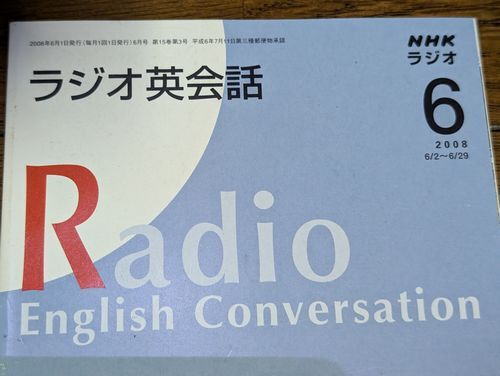 2008年6月1日発行(毎月1回1日発行)6月号 第15巻第3号 平成6年7月11日第三種郵便物承認
NHK
ラジオ
ラジオ英会話
6
2008
6/2〜6/29
Radio
English Conversation